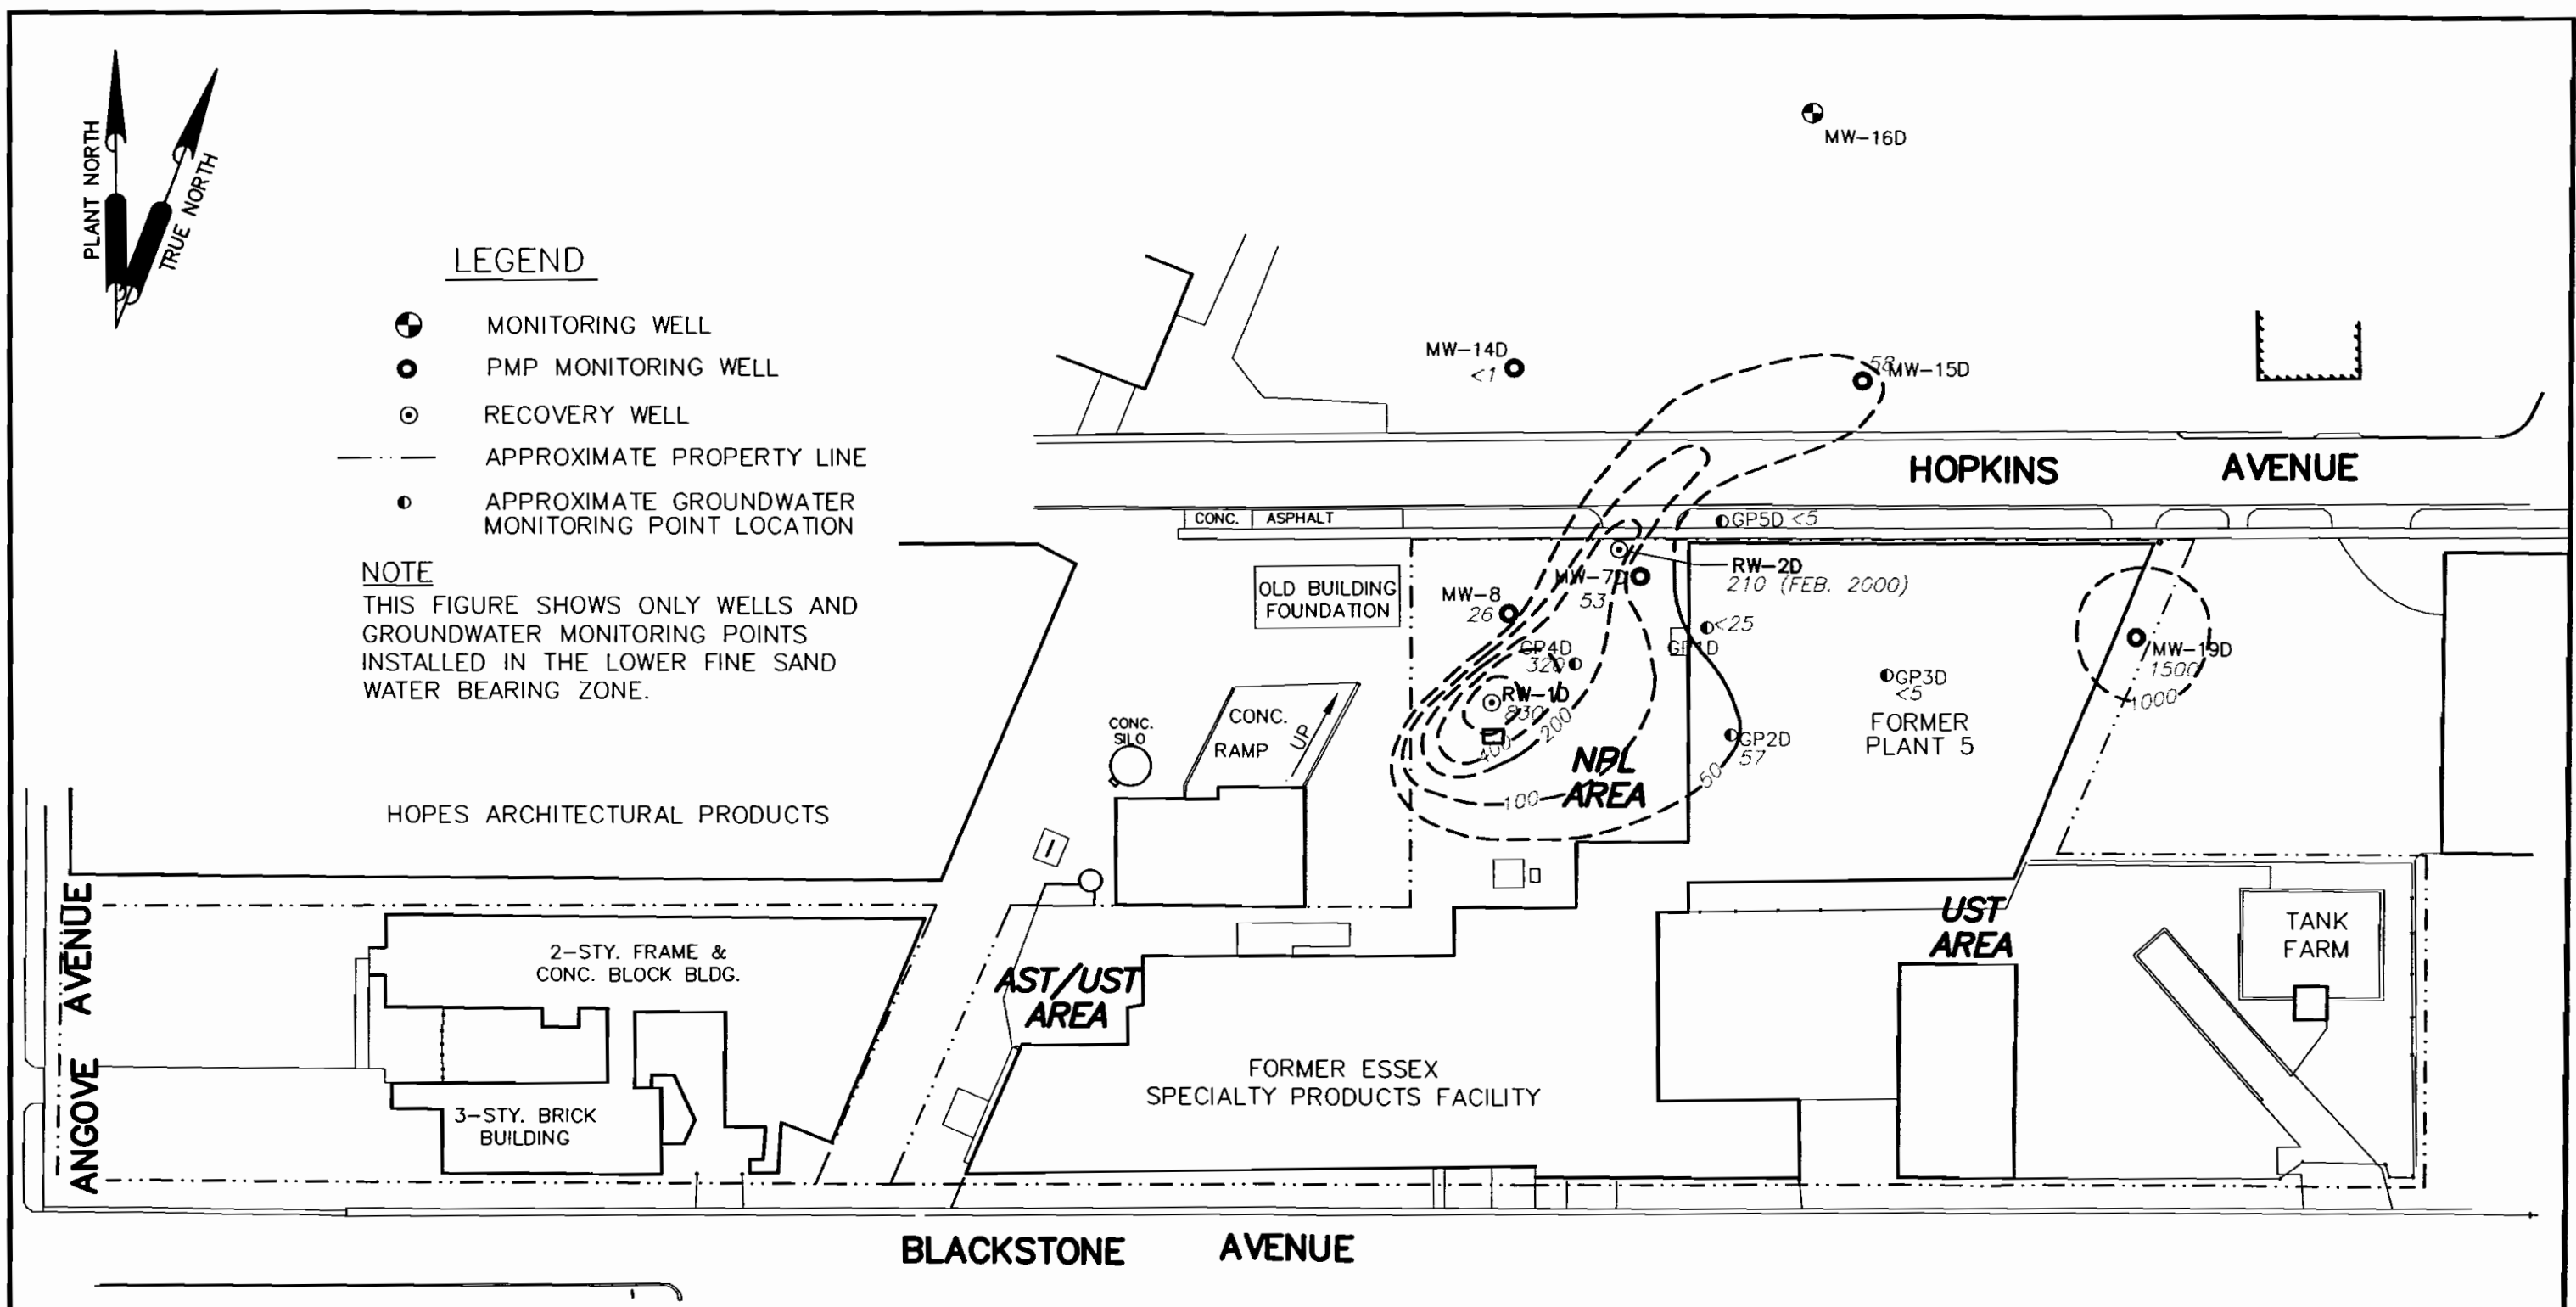 PLANT NORTH
TRUE NORTH
LEGEND
MONITORING WELL
PMP MONITORING WELL
RECOVERY WELL
APPROXIMATE PROPERTY LINE
APPROXIMATE GROUNDWATER
MONITORING POINT LOCATION
NOTE
THIS FIGURE SHOWS ONLY WELLS AND
GROUNDWATER MONITORING POINTS
INSTALLED IN THE LOWER FINE SAND
WATER BEARING ZONE.
MW-16D
MW-14D
<1
58
MW-15D
HOPKINS AVENUE
CONC.
ASPHALT
GP5D <5
OLD BUILDING
FOUNDATION
MW-8
26
MW-7D
53
RW-2D
210 (FEB. 2000)
<25
GP1D
GP4D
320
RW-1D
830
400
200
100
50
NPL
AREA
GP2D
57
GP3D
<5
FORMER
PLANT 5
MW-19D
1500
1000
CONC.
SILO
CONC.
RAMP
UP
HOPES ARCHITECTURAL PRODUCTS
ANGOVE AVENUE
2-STY. FRAME &
CONC. BLOCK BLDG.
3-STY. BRICK
BUILDING
AST/UST
AREA
FORMER ESSEX
SPECIALTY PRODUCTS FACILITY
UST
AREA
TANK
FARM
BLACKSTONE AVENUE